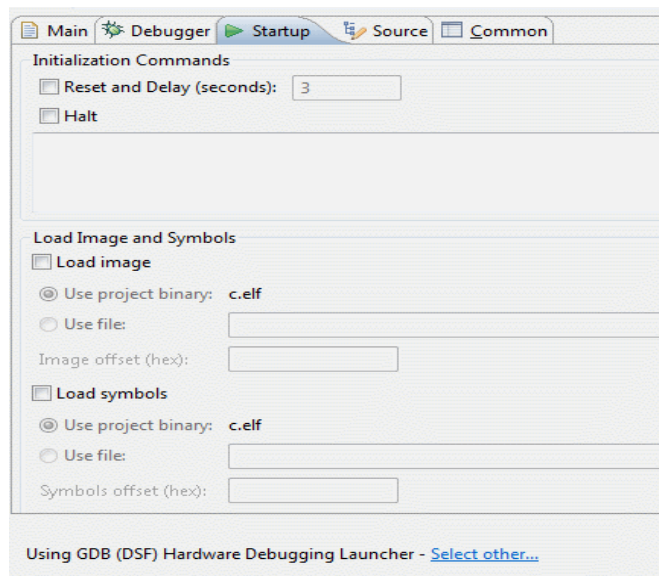 Main Debugger Startup Source Common
Initialization Commands
Reset and Delay (seconds): 3
Halt
Load Image and Symbols
Load image
Use project binary: c.elf
Use file:
Image offset (hex):
Load symbols
Use project binary: c.elf
Use file:
Symbols offset (hex):
Using GDB (DSF) Hardware Debugging Launcher - Select other...